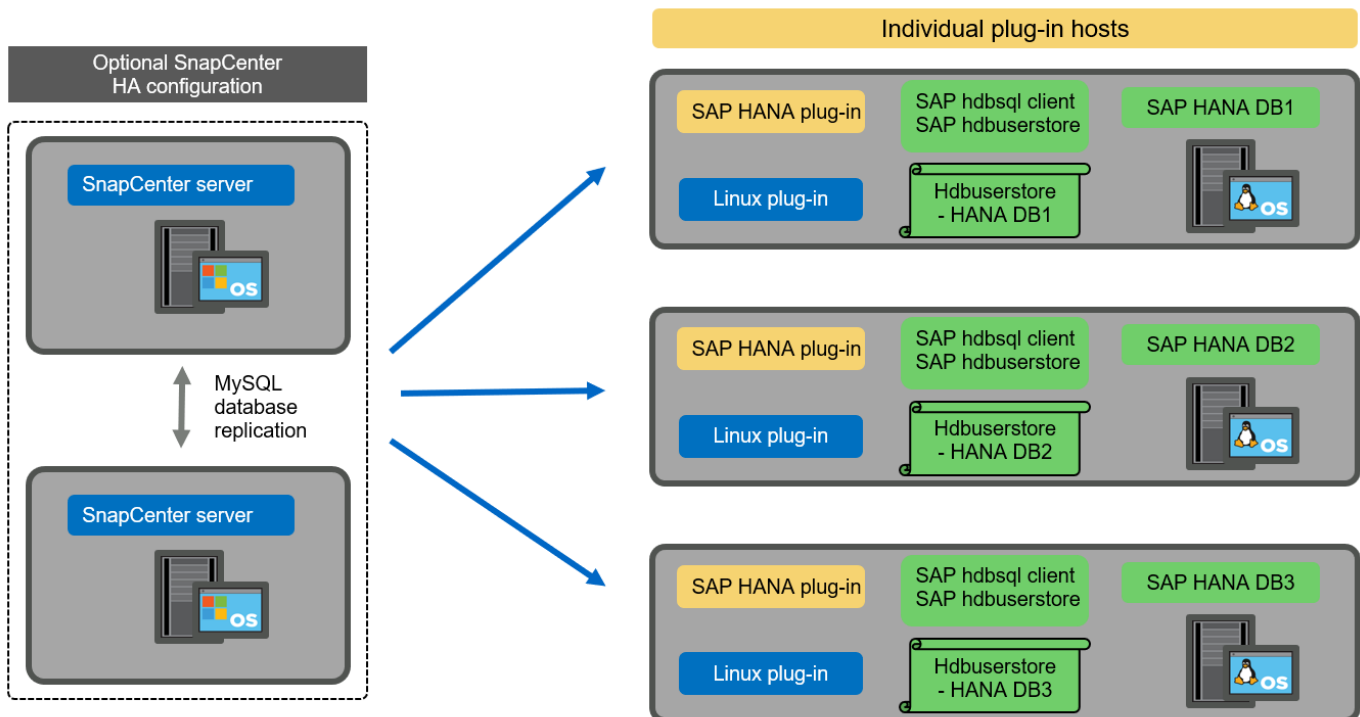 Optional SnapCenter
HA configuration
SnapCenter server
OS
MySQL
database
replication
SnapCenter server
OS
Individual plug-in hosts
SAP HANA plug-in
SAP hdbsql client
SAP hdbuserstore
SAP HANA DB1
Linux plug-in
Hdbuserstore
- HANA DB1
OS
SAP HANA plug-in
SAP hdbsql client
SAP hdbuserstore
SAP HANA DB2
Linux plug-in
Hdbuserstore
- HANA DB2
OS
SAP HANA plug-in
SAP hdbsql client
SAP hdbuserstore
SAP HANA DB3
Linux plug-in
Hdbuserstore
- HANA DB3
OS